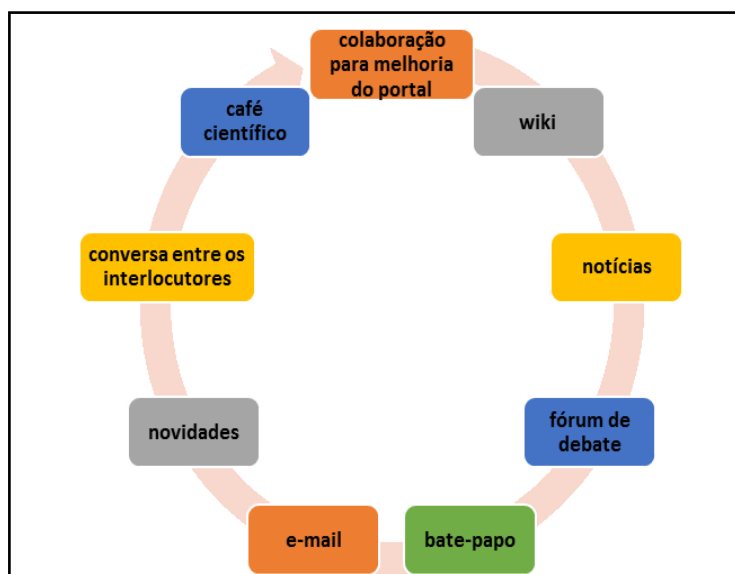 colaboração
para melhoria
do portal
wiki
notícias
fórum de
debate
bate-papo
e-mail
novidades
conversa entre os
interlocutores
café
científico